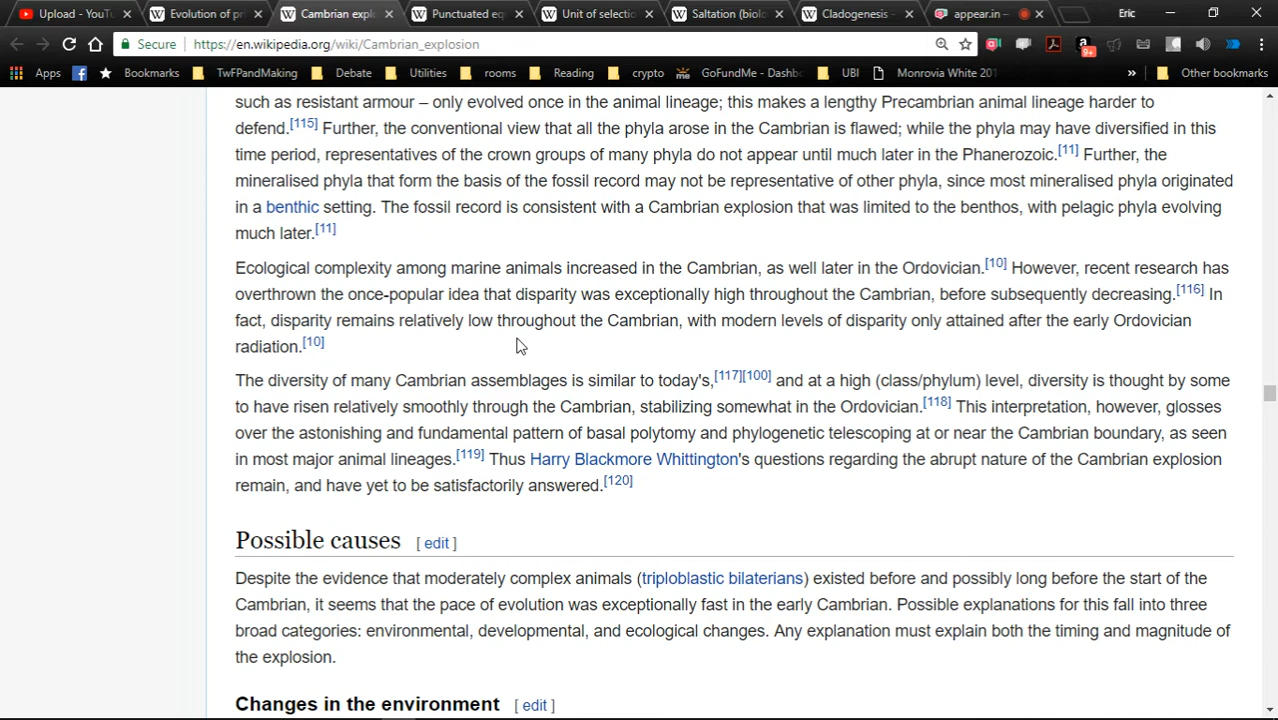 Upload - YouT
Evolution of pr
Cambrian expl
Punctuated eq
Unit of selectio
Saltation (biolo
Cladogenesis -
appear.in –
Eric
Secure
https://en.wikipedia.org/wiki/Cambrian_explosion
9+
Apps
Bookmarks
TwFPandMaking
Debate
Utilities
rooms
Reading
crypto
GoFundMe - Dashb
UBI
Monrovia White 201
»
Other bookmarks
such as resistant armour – only evolved once in the animal lineage; this makes a lengthy Precambrian animal lineage harder to
defend.[115] Further, the conventional view that all the phyla arose in the Cambrian is flawed; while the phyla may have diversified in this
time period, representatives of the crown groups of many phyla do not appear until much later in the Phanerozoic.[11] Further, the
mineralised phyla that form the basis of the fossil record may not be representative of other phyla, since most mineralised phyla originated
in a benthic setting. The fossil record is consistent with a Cambrian explosion that was limited to the benthos, with pelagic phyla evolving
much later.[11]
Ecological complexity among marine animals increased in the Cambrian, as well later in the Ordovician.[10] However, recent research has
overthrown the once-popular idea that disparity was exceptionally high throughout the Cambrian, before subsequently decreasing.[116] In
fact, disparity remains relatively low throughout the Cambrian, with modern levels of disparity only attained after the early Ordovician
radiation.[10]
The diversity of many Cambrian assemblages is similar to today's,[117][100] and at a high (class/phylum) level, diversity is thought by some
to have risen relatively smoothly through the Cambrian, stabilizing somewhat in the Ordovician.[118] This interpretation, however, glosses
over the astonishing and fundamental pattern of basal polytomy and phylogenetic telescoping at or near the Cambrian boundary, as seen
in most major animal lineages.[119] Thus Harry Blackmore Whittington's questions regarding the abrupt nature of the Cambrian explosion
remain, and have yet to be satisfactorily answered.[120]
Possible causes [ edit ]
Despite the evidence that moderately complex animals (triploblastic bilaterians) existed before and possibly long before the start of the
Cambrian, it seems that the pace of evolution was exceptionally fast in the early Cambrian. Possible explanations for this fall into three
broad categories: environmental, developmental, and ecological changes. Any explanation must explain both the timing and magnitude of
the explosion.
Changes in the environment [ edit ]